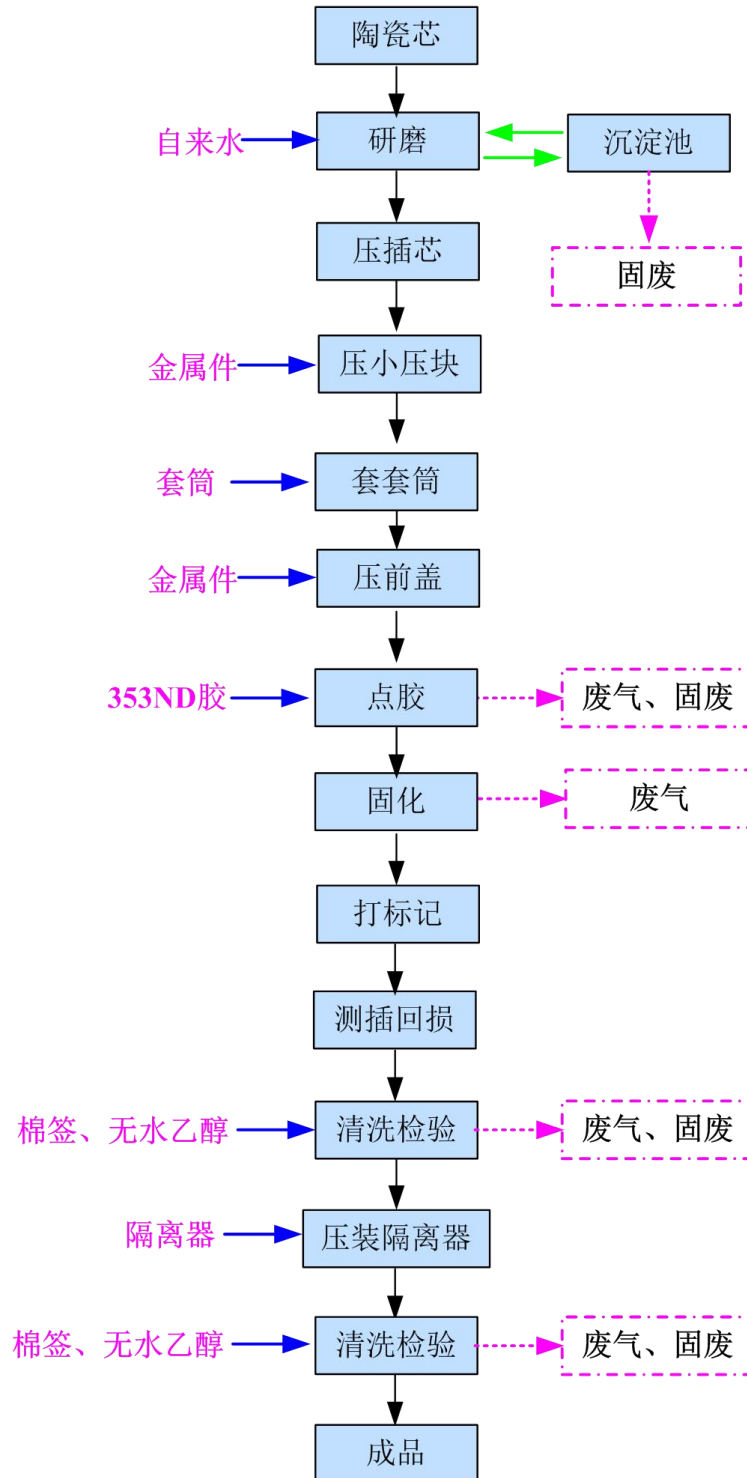 陶瓷芯
自来水
研磨
沉淀池
压插芯
固废
金属件
压小压块
套筒
套套筒
金属件
压前盖
353ND胶
点胶
废气、固废
固化
废气
打标记
测插回损
棉签、无水乙醇
清洗检验
废气、固废
隔离器
压装隔离器
棉签、无水乙醇
清洗检验
废气、固废
成品